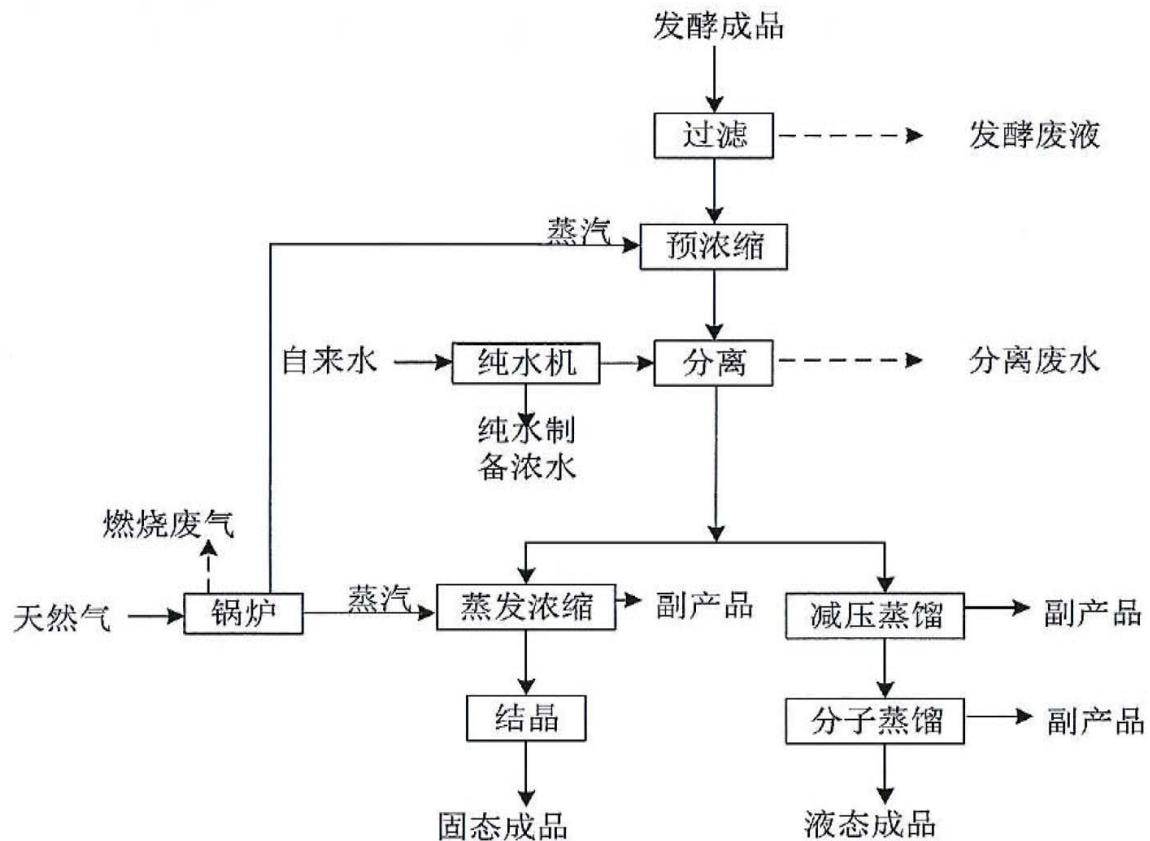 发酵成品
过滤
发酵废液
蒸汽
预浓缩
自来水
纯水机
分离
分离废水
纯水制
备浓水
燃烧废气
天然气
锅炉
蒸汽
蒸发浓缩
副产品
减压蒸馏
副产品
结晶
分子蒸馏
副产品
固态成品
液态成品